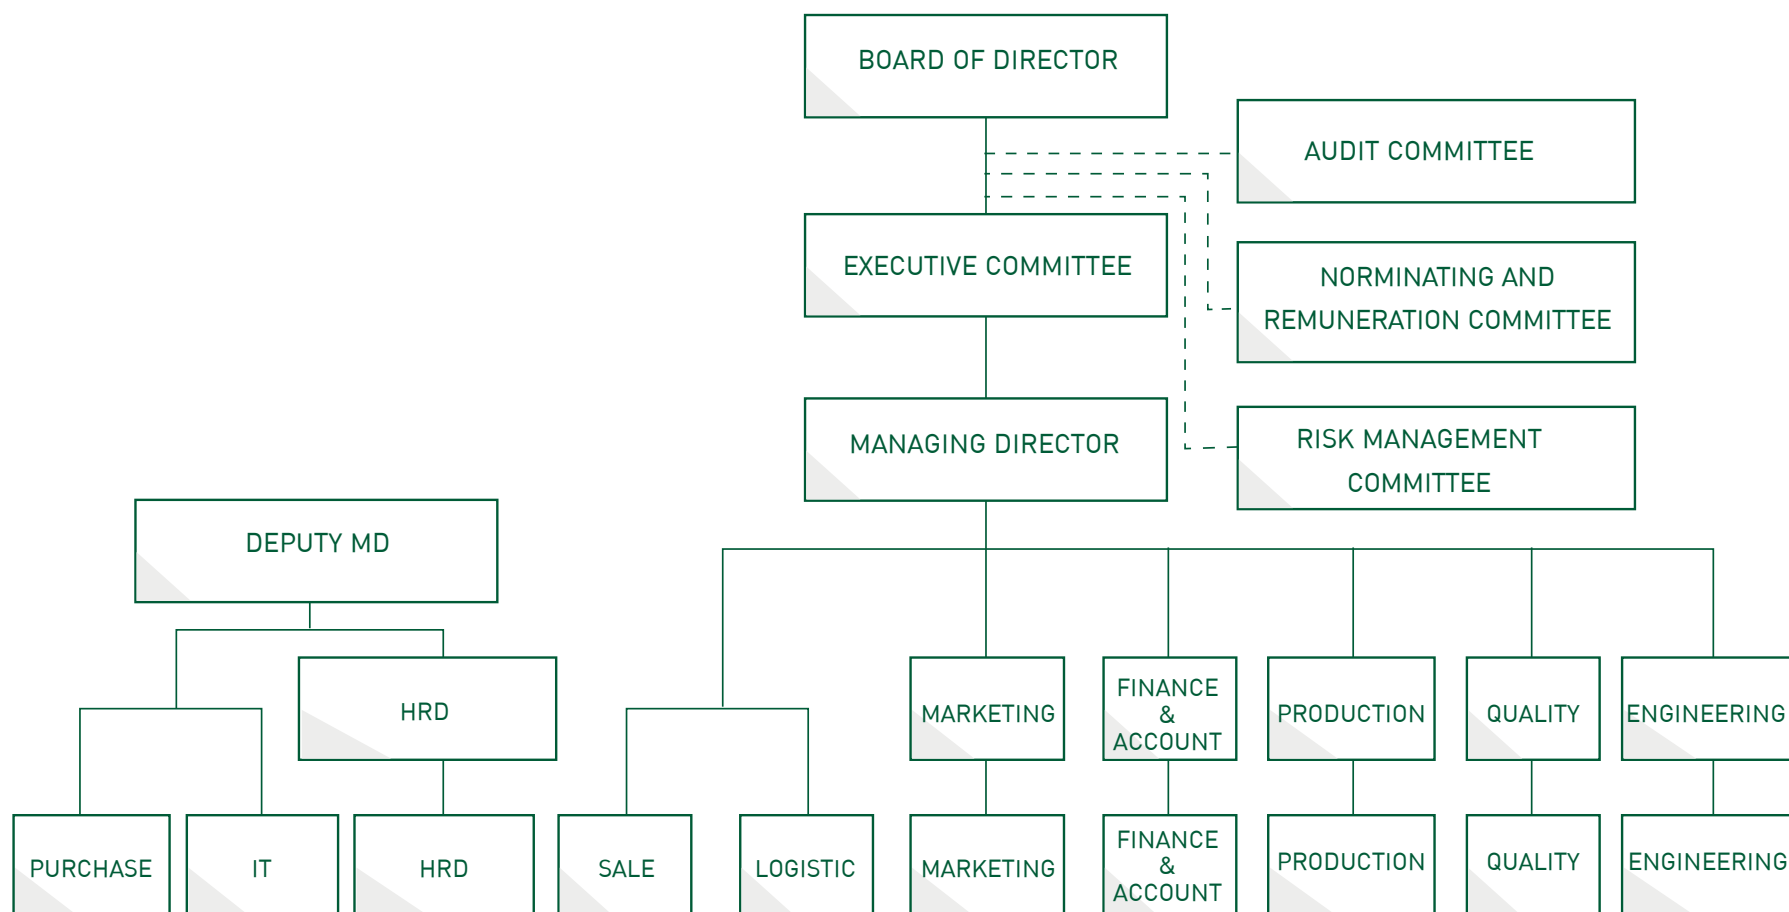 BOARD OF DIRECTOR
AUDIT COMMITTEE
EXECUTIVE COMMITTEE
NORMINATING AND
REMUNERATION COMMITTEE
MANAGING DIRECTOR
RISK MANAGEMENT
COMMITTEE
DEPUTY MD
HRD
MARKETING
FINANCE
&
ACCOUNT
PRODUCTION
QUALITY
ENGINEERING
PURCHASE
IT
HRD
SALE
LOGISTIC
MARKETING
FINANCE
&
ACCOUNT
PRODUCTION
QUALITY
ENGINEERING